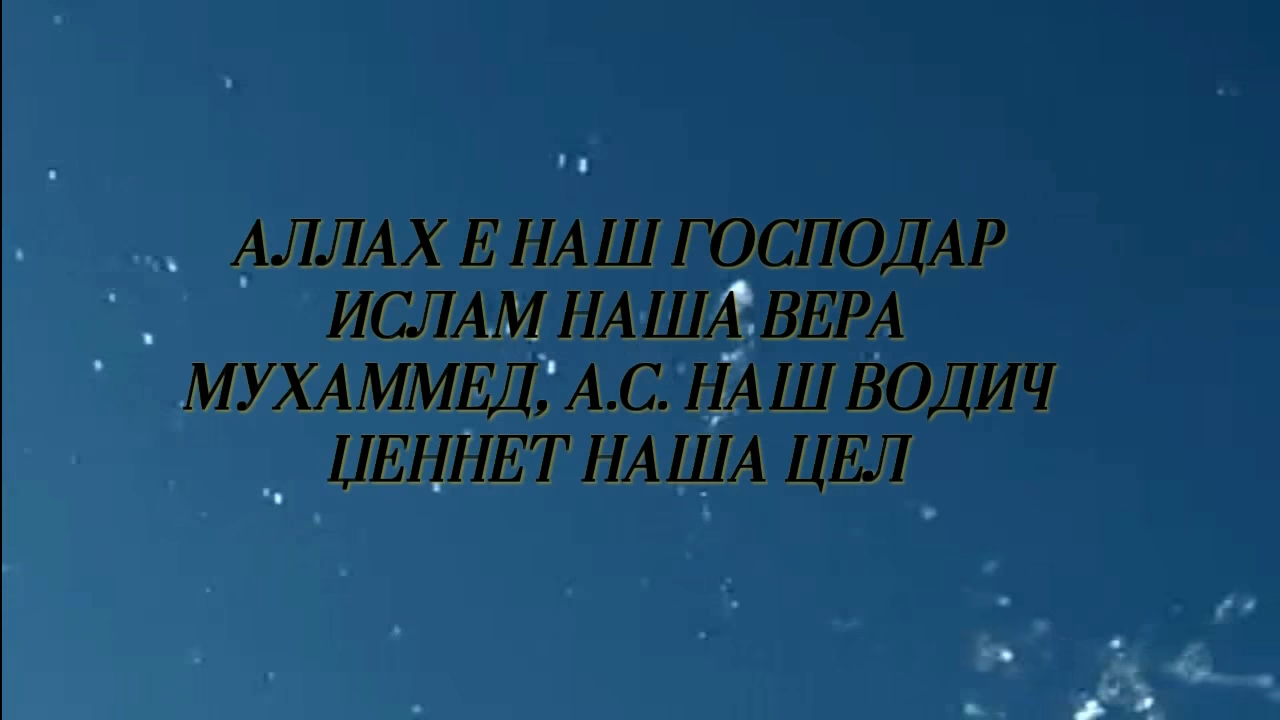 АЛЛАХ Е НАШ ГОСПОДАР
ИСЛАМ НАША ВЕРА
МУХАММЕД, А.С. НАШ ВОДИЧ
ЏЕННЕТ НАША ЦЕЛ